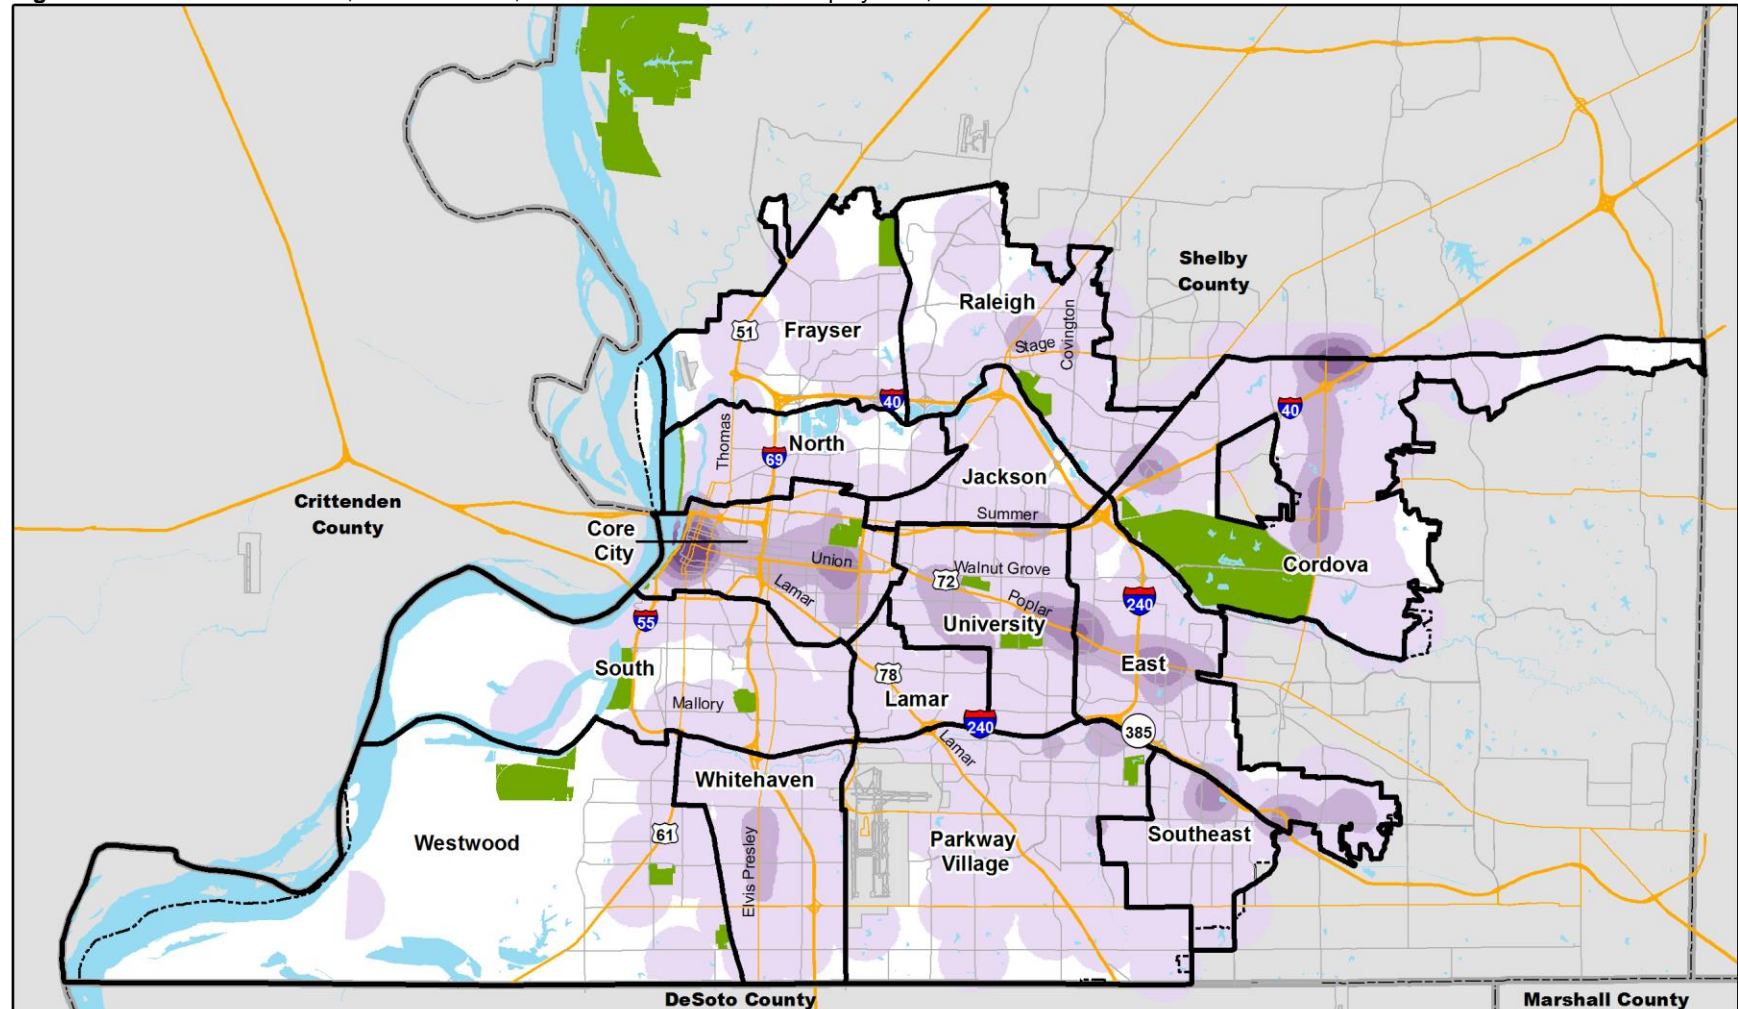 Shelby
County
Raleigh
51
Frayser
Stage
Covington
40
40
Thomas
North
69
Jackson
Crittenden
County
Summer
Core
City
Union
Cordova
Walnut Grove
72
Lamar
Poplar
240
55
University
South
East
78
Mallory
Lamar
240
385
Lamar
Whitehaven
61
Westwood
Elvis Presley
Parkway
Village
Southeast
DeSoto County
Marshall County